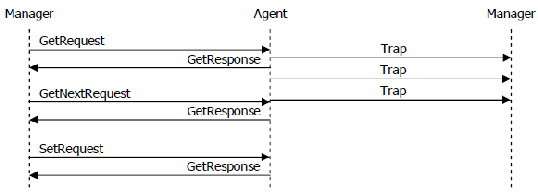 Manager Agent Manager
GetRequest
Trap
GetResponse
Trap
GetNextRequest
Trap
GetResponse
SetRequest
GetResponse